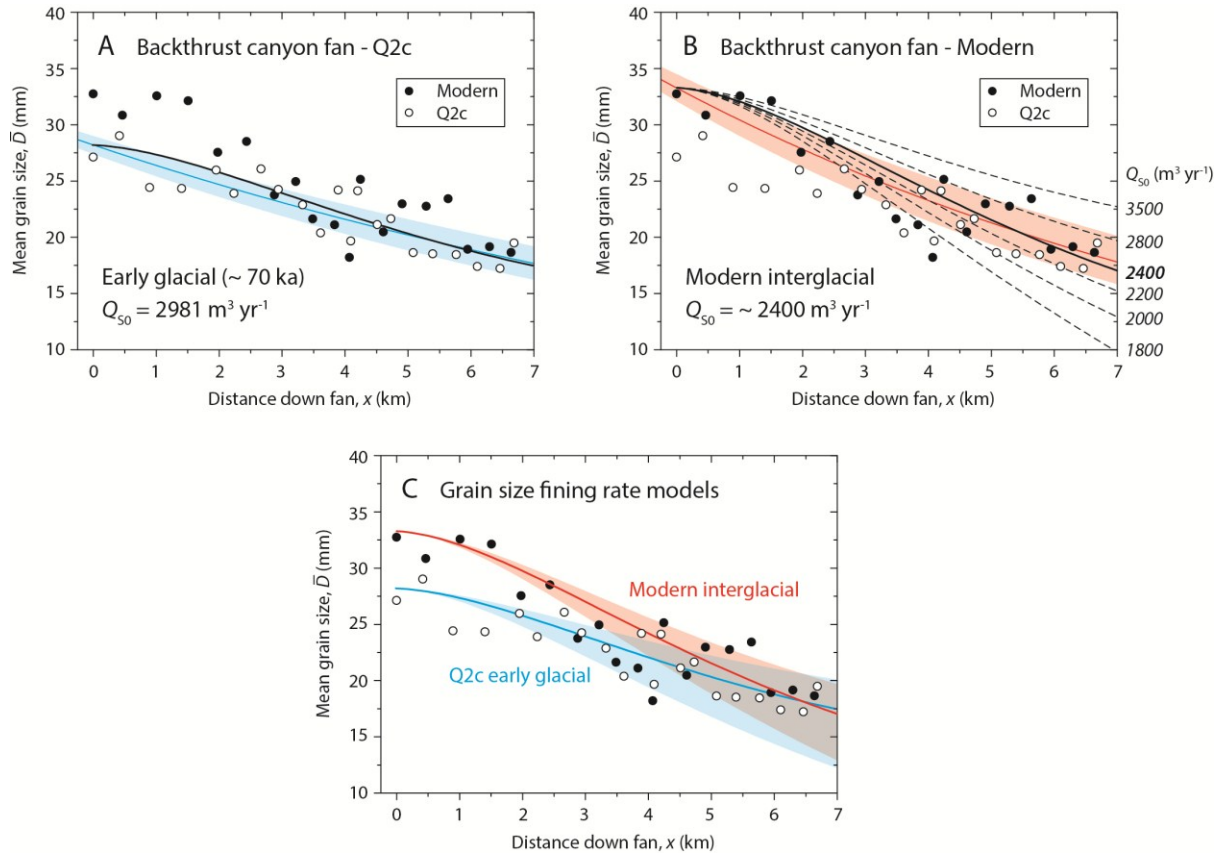 A Backthrust canyon fan - Q2c
Modern
Q2c
Early glacial (~ 70 ka)
Q_S0 = 2981 m³ yr⁻¹
Mean grain size, D̅ (mm)
40
35
30
25
20
15
10
0 1 2 3 4 5 6 7
Distance down fan, x (km)
B Backthrust canyon fan - Modern
Modern
Q2c
Modern interglacial
Q_S0 = ~ 2400 m³ yr⁻¹
Q_S0 (m³ yr⁻¹)
3500
2800
2400
2200
2000
1800
Mean grain size, D̅ (mm)
40
35
30
25
20
15
10
0 1 2 3 4 5 6 7
Distance down fan, x (km)
C Grain size fining rate models
Modern interglacial
Q2c early glacial
Mean grain size, D̅ (mm)
40
35
30
25
20
15
10
0 1 2 3 4 5 6 7
Distance down fan, x (km)